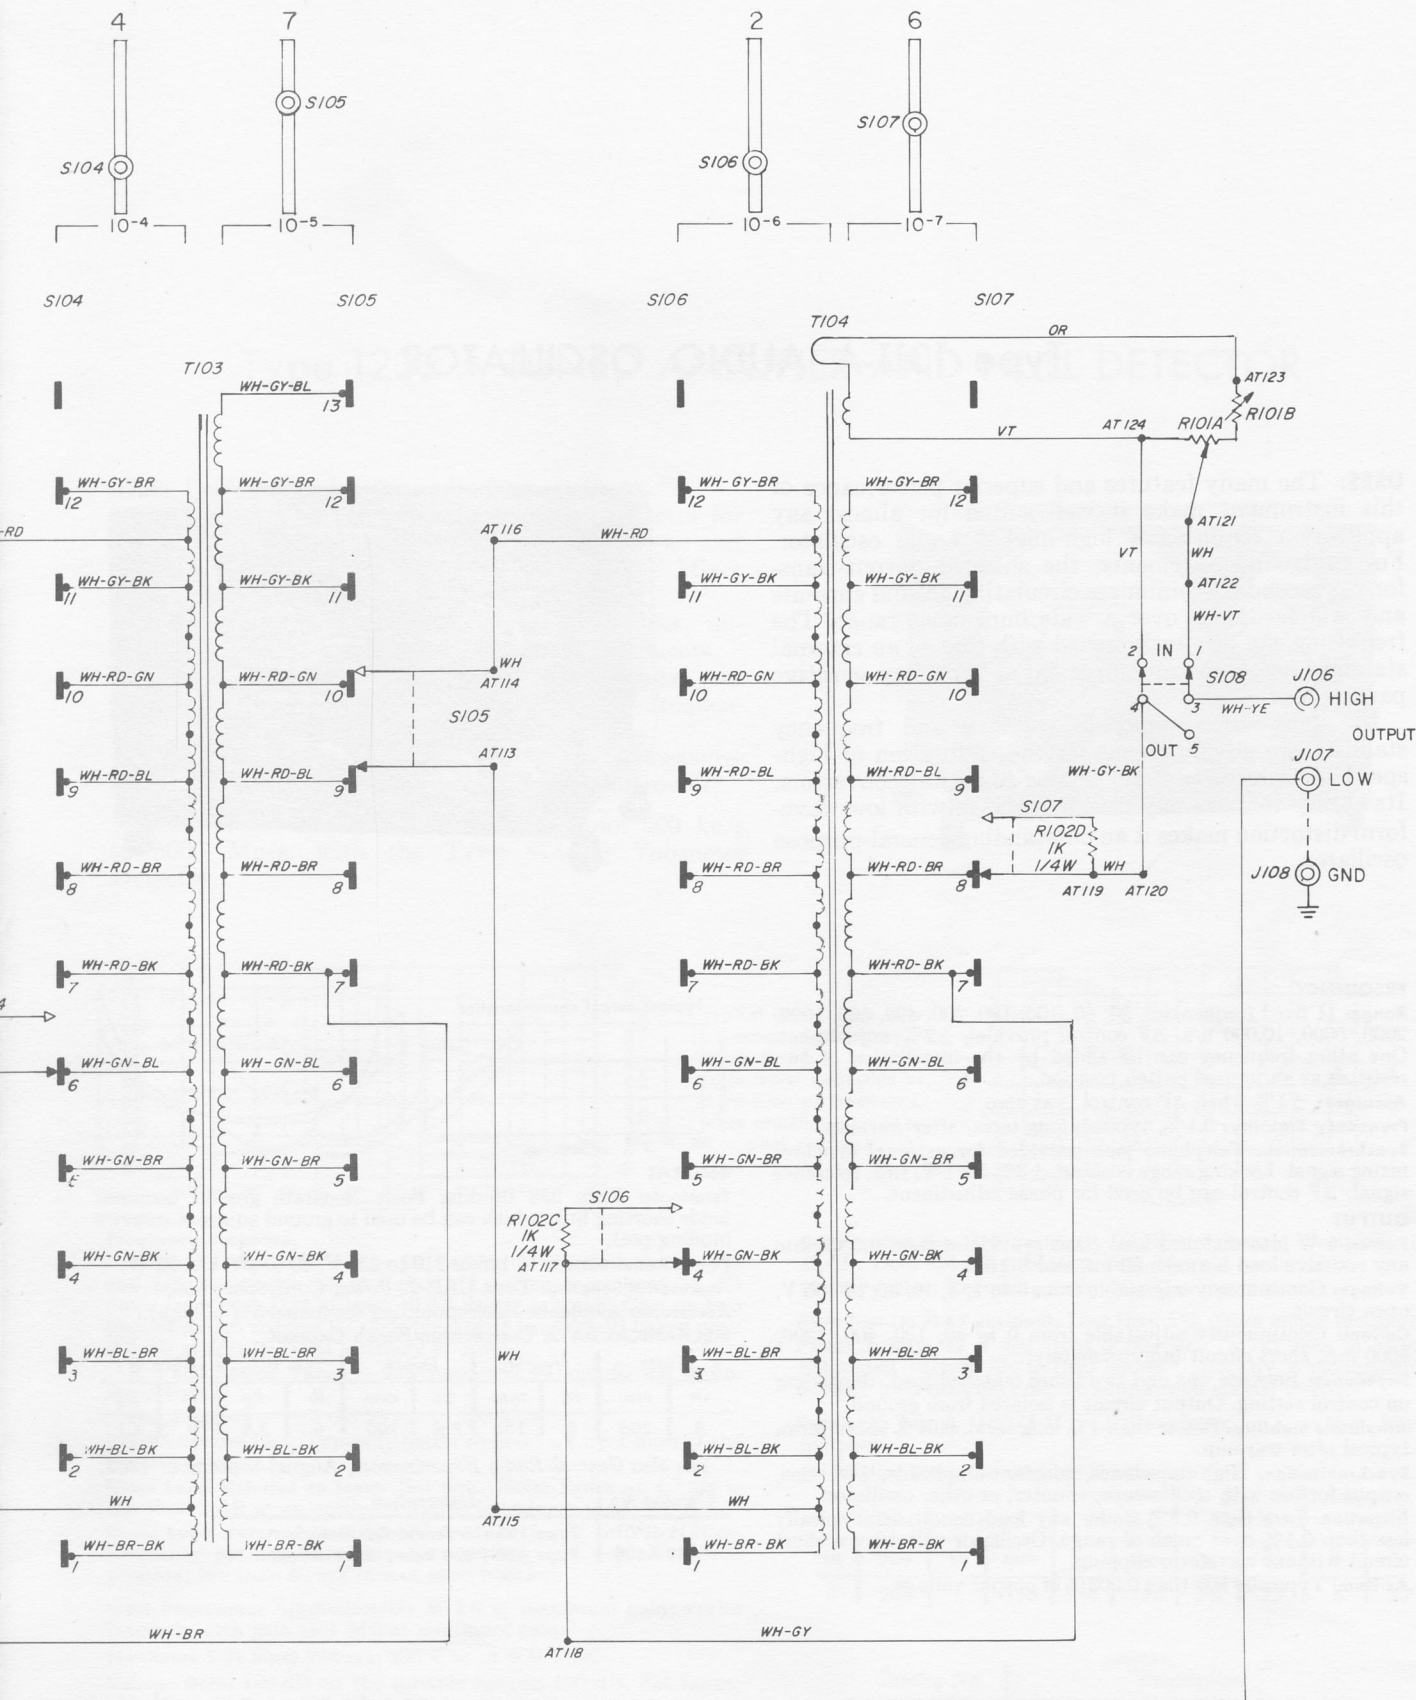 4 7 2 6
S105
S107
S104
S106
10-4 10-5 10-6 10-7
S104 S105 S106 S107
T104
OR
T103
AT123
WH-GY-BL
13
R101B
AT124 R101A
VT
WH-GY-BR WH-GY-BR WH-GY-BR WH-GY-BR
12 12 12 12
AT121
-RD AT116 WH-RD
VT WH
WH-GY-BK WH-GY-BK WH-GY-BK WH-GY-BK
11 11 11 11
AT122
WH-VT
2 IN 1
WH
WH-RD-GN WH-RD-GN WH-RD-GN WH-RD-GN
10 10 AT114 10 10
S108 J106
4 3 WH-YE HIGH
S105
OUTPUT
OUT 5
AT113 J107
WH-RD-BL WH-RD-BL WH-RD-BL WH-RD-BL WH-GY-BK
9 9 9 9 LOW
S107
R102D
1K
1/4W WH
WH-RD-BR WH-RD-BR WH-RD-BR WH-RD-BR
8 8 8 8
J108 GND
AT119 AT120
WH-RD-BK WH-RD-BK WH-RD-BK WH-RD-BK
7 7 7 7
4
WH-GN-BL WH-GN-BL WH-GN-BL WH-GN-BL
6 6 6 6
WH-GN-BR WH-GN-BR WH-GN-BR WH-GN-BR
5 5 5 5
S106
R102C
1K
1/4W
AT117
WH-GN-BK WH-GN-BK WH-GN-BK WH-GN-BK
4 4 4 4
WH
WH-BL-BR WH-BL-BR WH-BL-BR WH-BL-BR
3 3 3 3
WH-BL-BK WH-BL-BK WH-BL-BK WH-BL-BK
2 2 2 2
WH WH
AT115
WH-BR-BK WH-BR-BK WH-BR-BK WH-BR-BK
1 1 1 1
WH-BR WH-GY
AT118